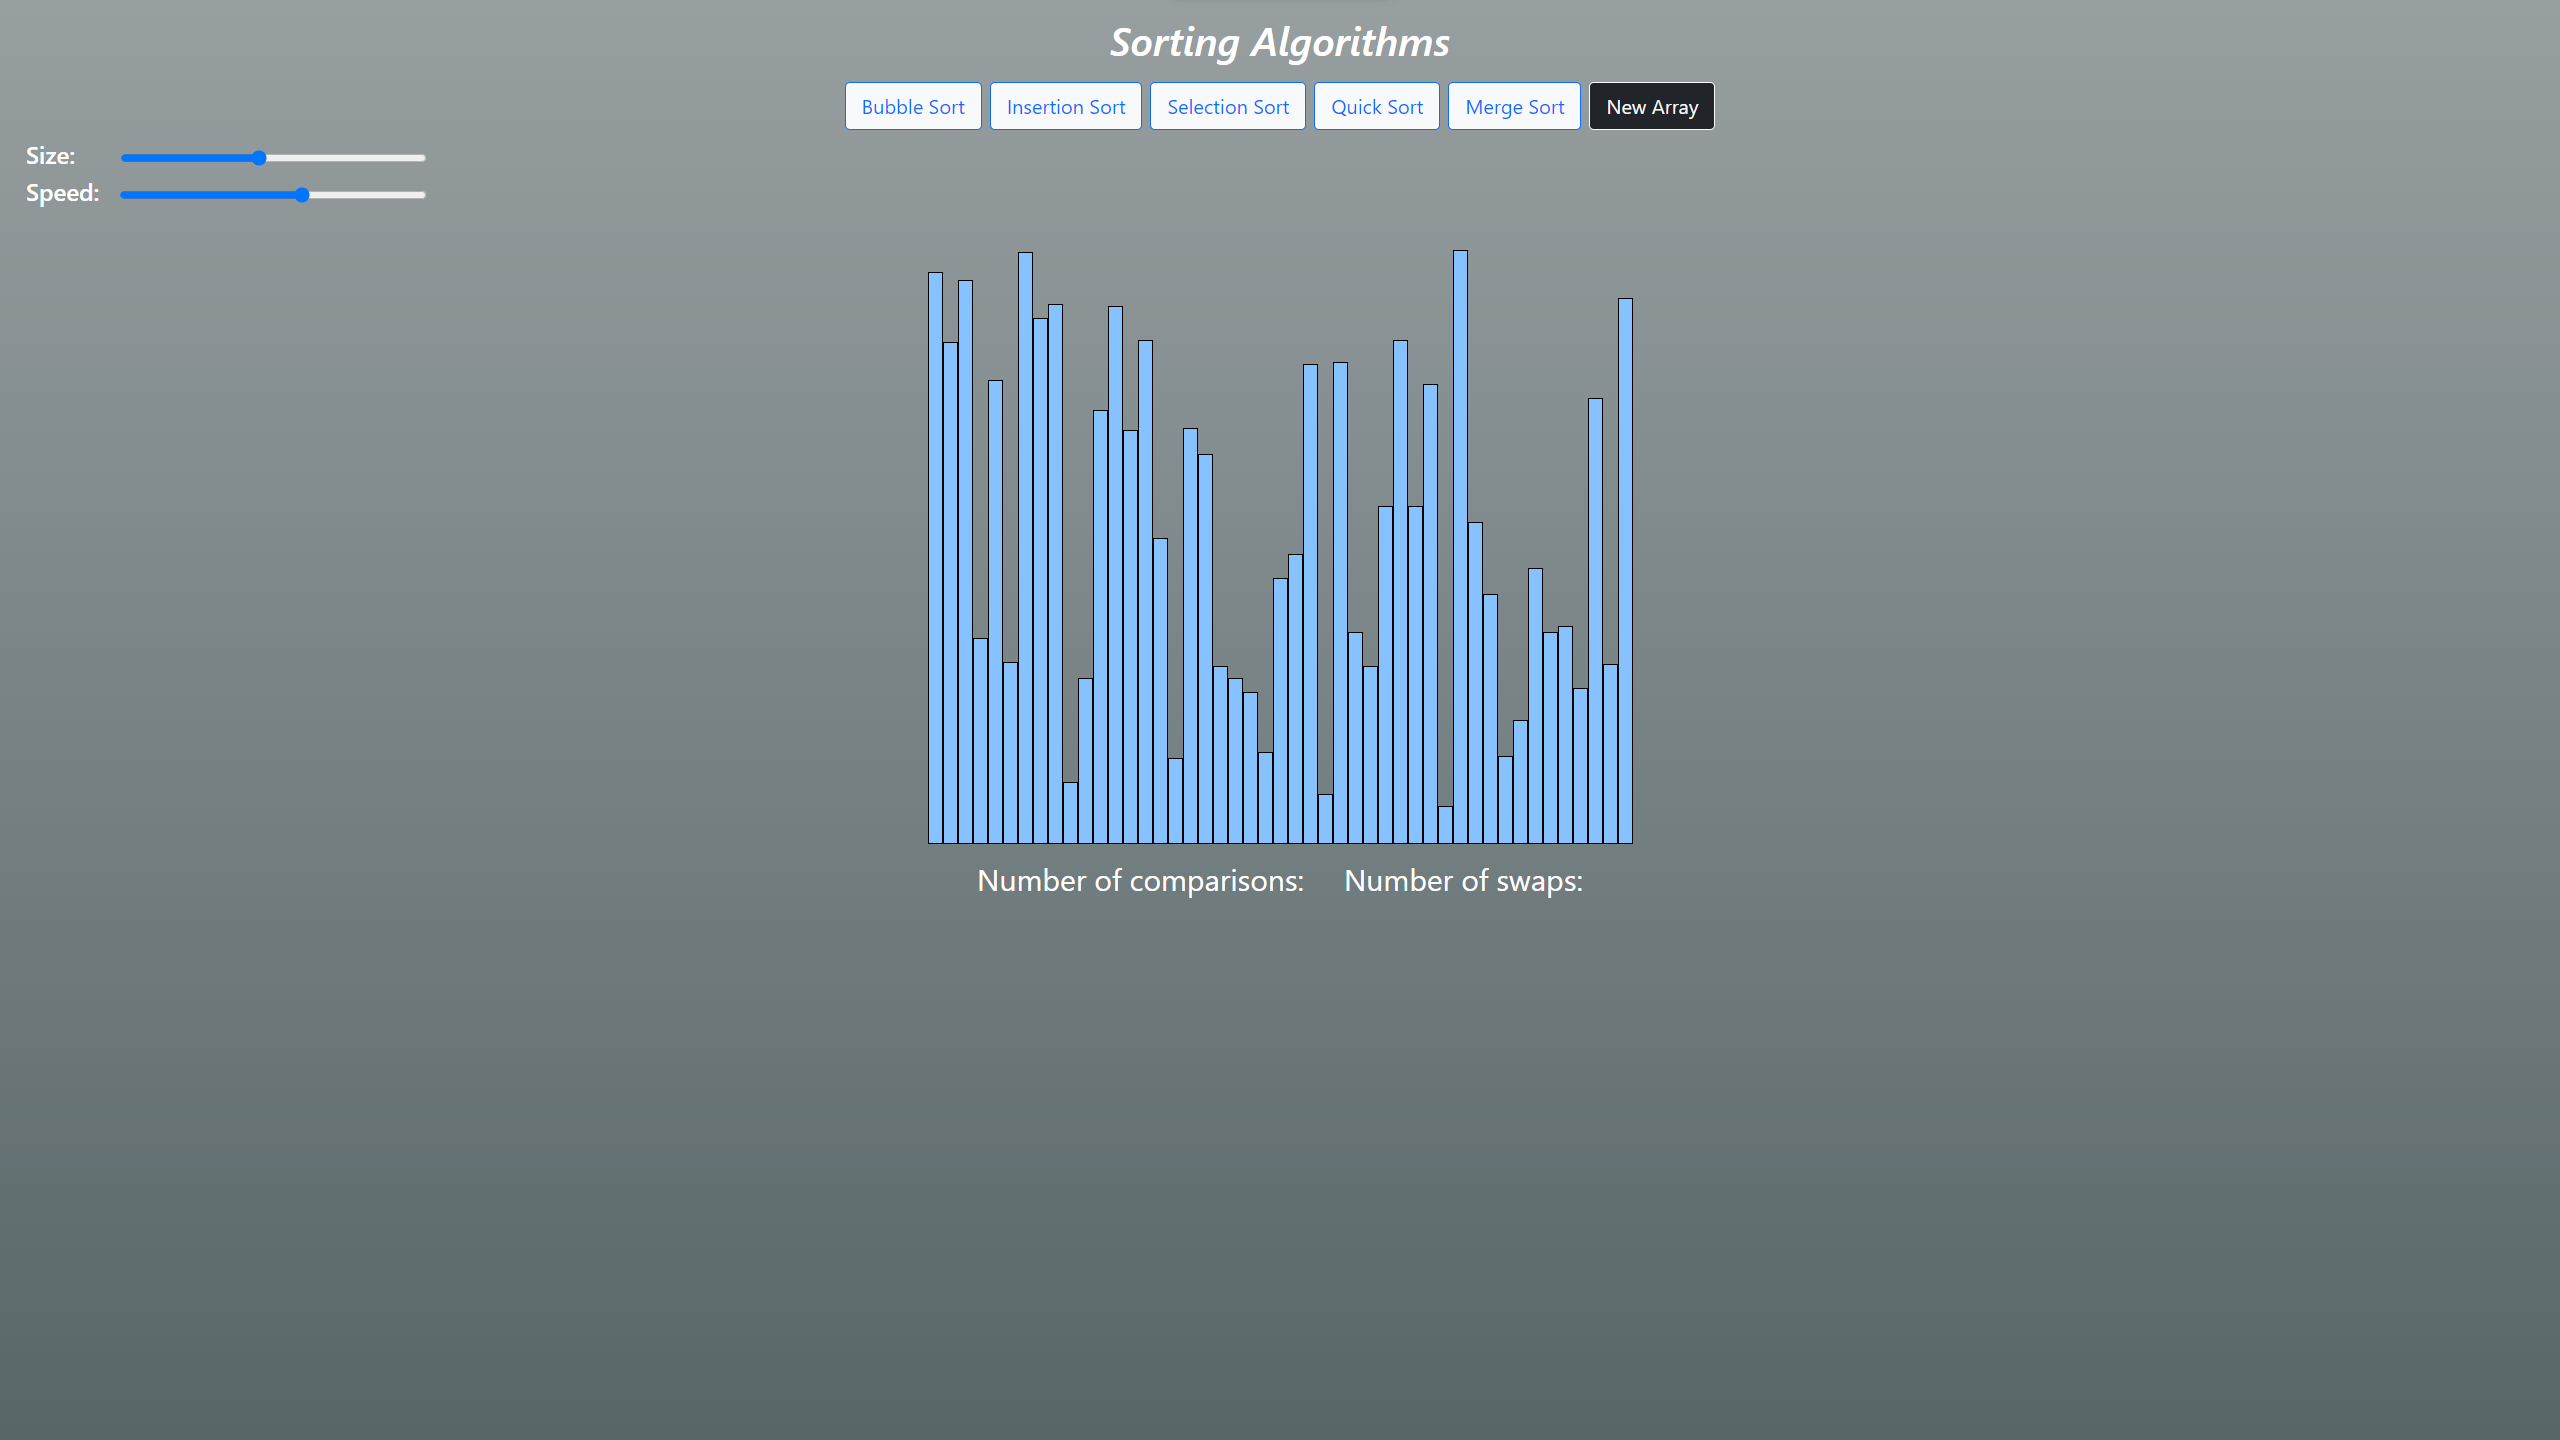 Sorting Algorithms
Bubble Sort Insertion Sort Selection Sort Quick Sort Merge Sort New Array
Size:
Speed:
Number of comparisons: Number of swaps: